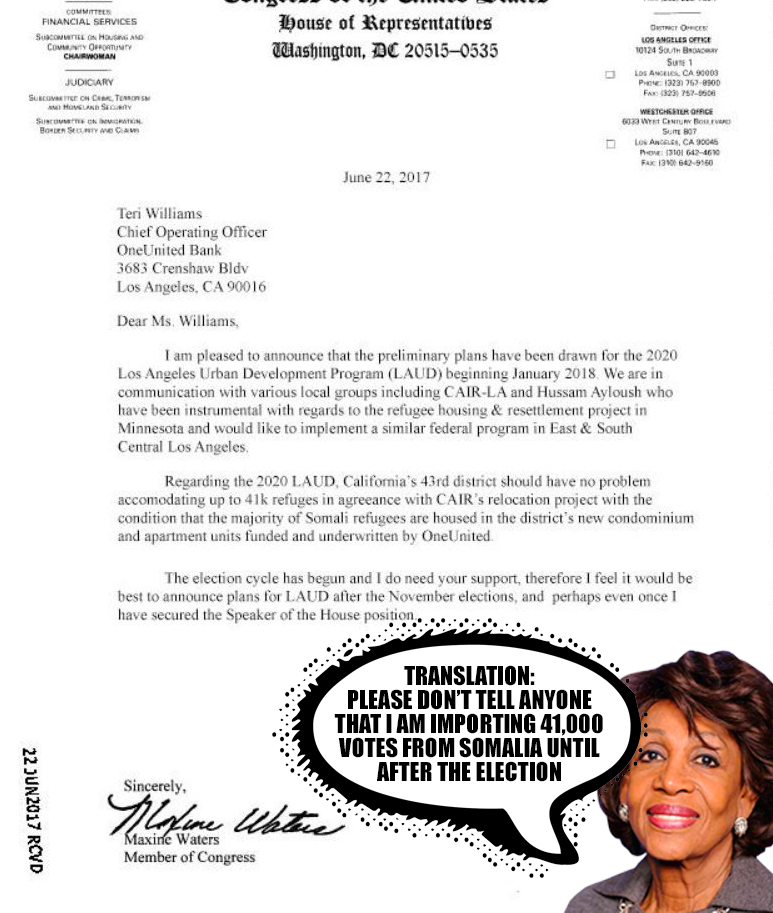 Congress of the United States
House of Representatives
Washington, DC 20515–0535
COMMITTEES:
FINANCIAL SERVICES
SUBCOMMITTEE ON HOUSING AND
COMMUNITY OPPORTUNITY
CHAIRWOMAN
JUDICIARY
SUBCOMMITTEE ON CRIME, TERRORISM
AND HOMELAND SECURITY
SUBCOMMITTEE ON IMMIGRATION,
BORDER SECURITY AND CLAIMS
DISTRICT OFFICES:
LOS ANGELES OFFICE
10124 SOUTH BROADWAY
SUITE 1
LOS ANGELES, CA 90003
PHONE: (323) 757-8900
FAX: (323) 757-9506
WESTCHESTER OFFICE
6033 WEST CENTURY BOULEVARD
SUITE 807
LOS ANGELES, CA 90045
PHONE: (310) 642-4610
FAX: (310) 642-9160
June 22, 2017
Teri Williams
Chief Operating Officer
OneUnited Bank
3683 Crenshaw Bldv
Los Angeles, CA 90016
Dear Ms. Williams,
I am pleased to announce that the preliminary plans have been drawn for the 2020
Los Angeles Urban Development Program (LAUD) beginning January 2018. We are in
communication with various local groups including CAIR-LA and Hussam Ayloush who
have been instrumental with regards to the refugee housing & resettlement project in
Minnesota and would like to implement a similar federal program in East & South
Central Los Angeles.
Regarding the 2020 LAUD, California's 43rd district should have no problem
accomodating up to 41k refuges in agreeance with CAIR's relocation project with the
condition that the majority of Somali refugees are housed in the district's new condominium
and apartment units funded and underwritten by OneUnited.
The election cycle has begun and I do need your support, therefore I feel it would be
best to announce plans for LAUD after the November elections, and perhaps even once I
have secured the Speaker of the House position.
TRANSLATION:
PLEASE DON'T TELL ANYONE
THAT I AM IMPORTING 41,000
VOTES FROM SOMALIA UNTIL
AFTER THE ELECTION
Sincerely,
Maxine Waters
Maxine Waters
Member of Congress
22 JUN2017 RCVD